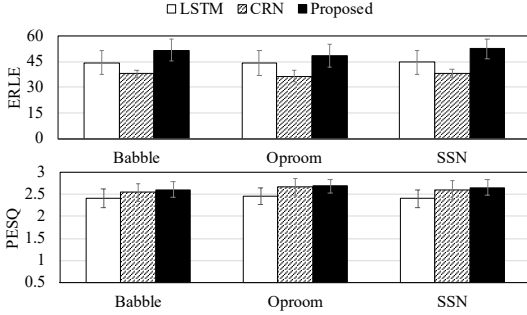 LSTM CRN Proposed
ERLE
60
45
30
15
0
Babble Oproom SSN
PESQ
3
2.5
2
1.5
1
0.5
Babble Oproom SSN